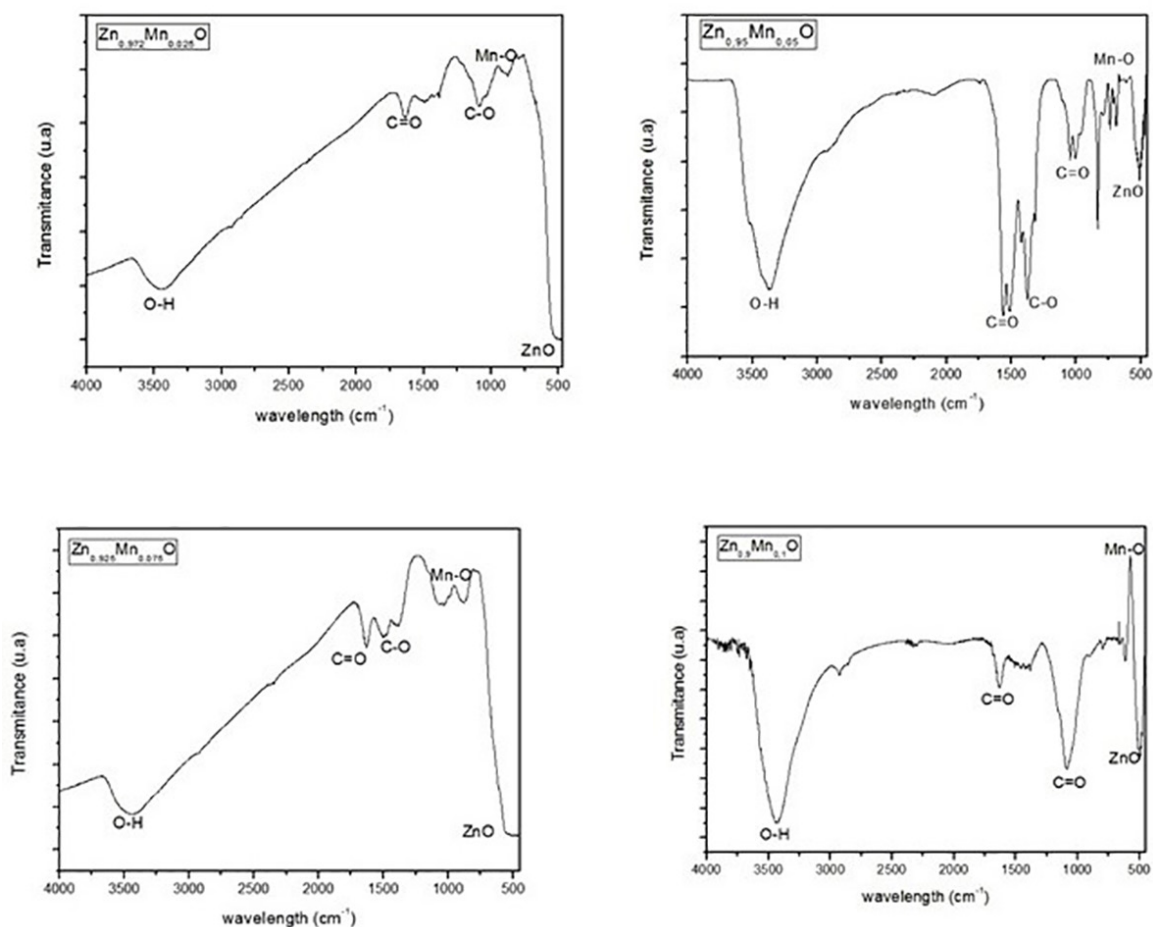 Zn0,972Mn0,025O
Mn-O
C=O
C-O
O-H
ZnO
Transmitance (u.a)
4000 3500 3000 2500 2000 1500 1000 500
wavelength (cm-1)
Zn0,95Mn0,05O
Mn-O
C=O
ZnO
O-H
C-O
C=O
Transmitance (u.a)
4000 3500 3000 2500 2000 1500 1000 500
wavelength (cm-1)
Zn0,925Mn0,075O
Mn-O
C=O
C-O
O-H
ZnO
Transmitance (u.a)
4000 3500 3000 2500 2000 1500 1000 500
wavelength (cm-1)
Zn0,9Mn0,1O
Mn-O
C=O
ZnO
C=O
O-H
Transmitance (u.a)
4000 3500 3000 2500 2000 1500 1000 500
wavelength (cm-1)